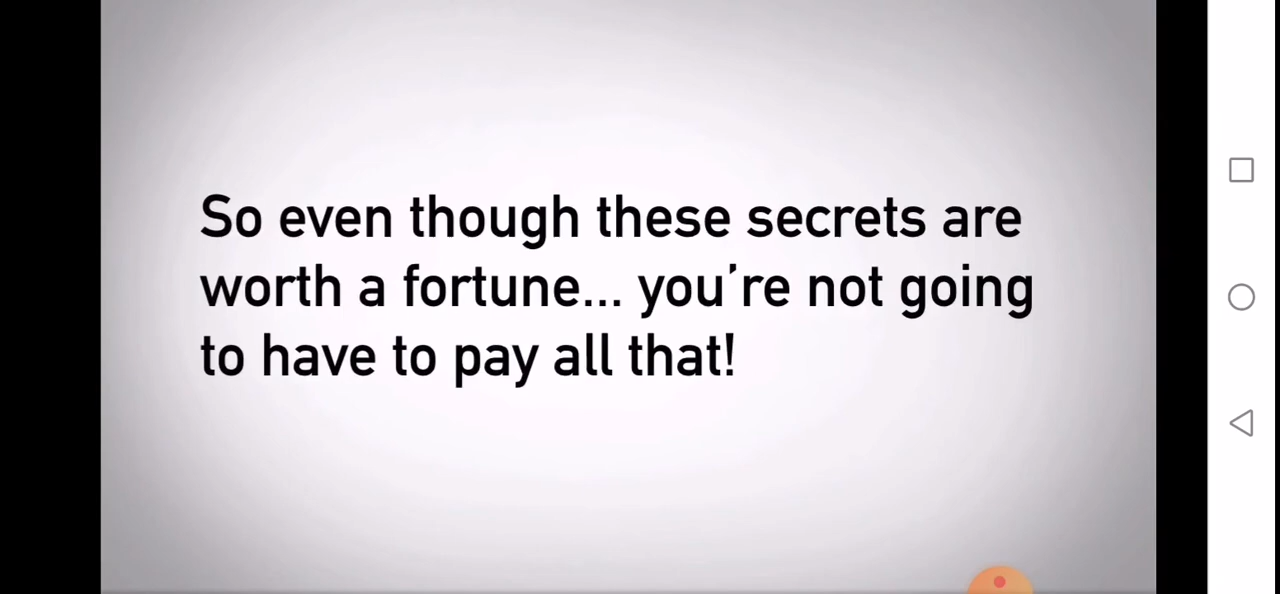 So even though these secrets are
worth a fortune... you're not going
to have to pay all that!